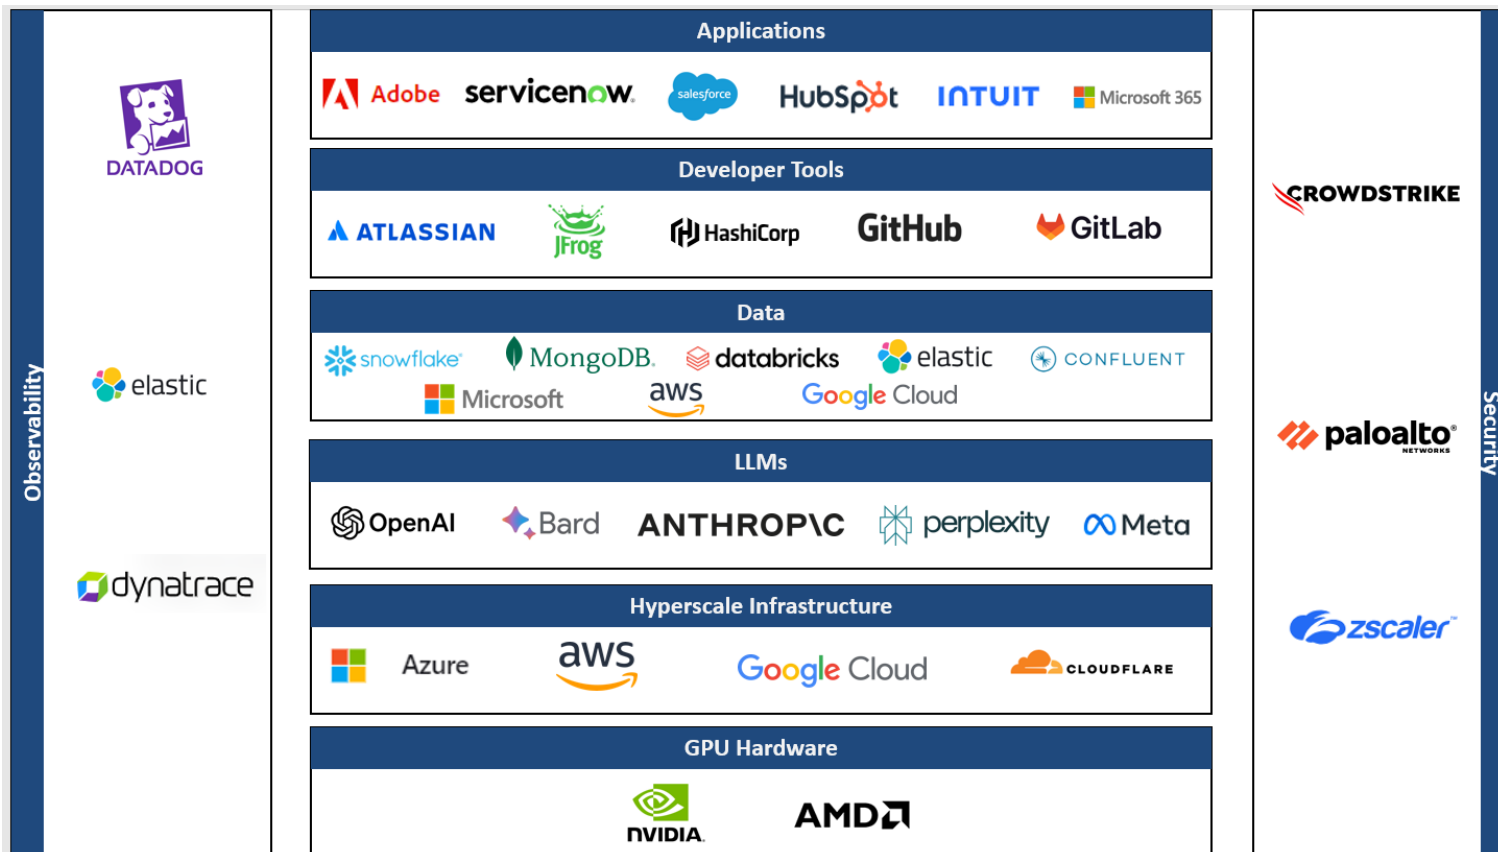 Observability
DATADOG
elastic
dynatrace
Applications
Adobe servicenow. salesforce HubSpot INTUIT Microsoft 365
Developer Tools
ATLASSIAN JFrog HashiCorp GitHub GitLab
Data
snowflake® MongoDB. databricks elastic CONFLUENT
Microsoft aws Google Cloud
LLMs
OpenAI Bard ANTHROP\C perplexity Meta
Hyperscale Infrastructure
Azure aws Google Cloud CLOUDFLARE
GPU Hardware
NVIDIA. AMD
CROWDSTRIKE
paloalto®
NETWORKS
zscaler™
Security